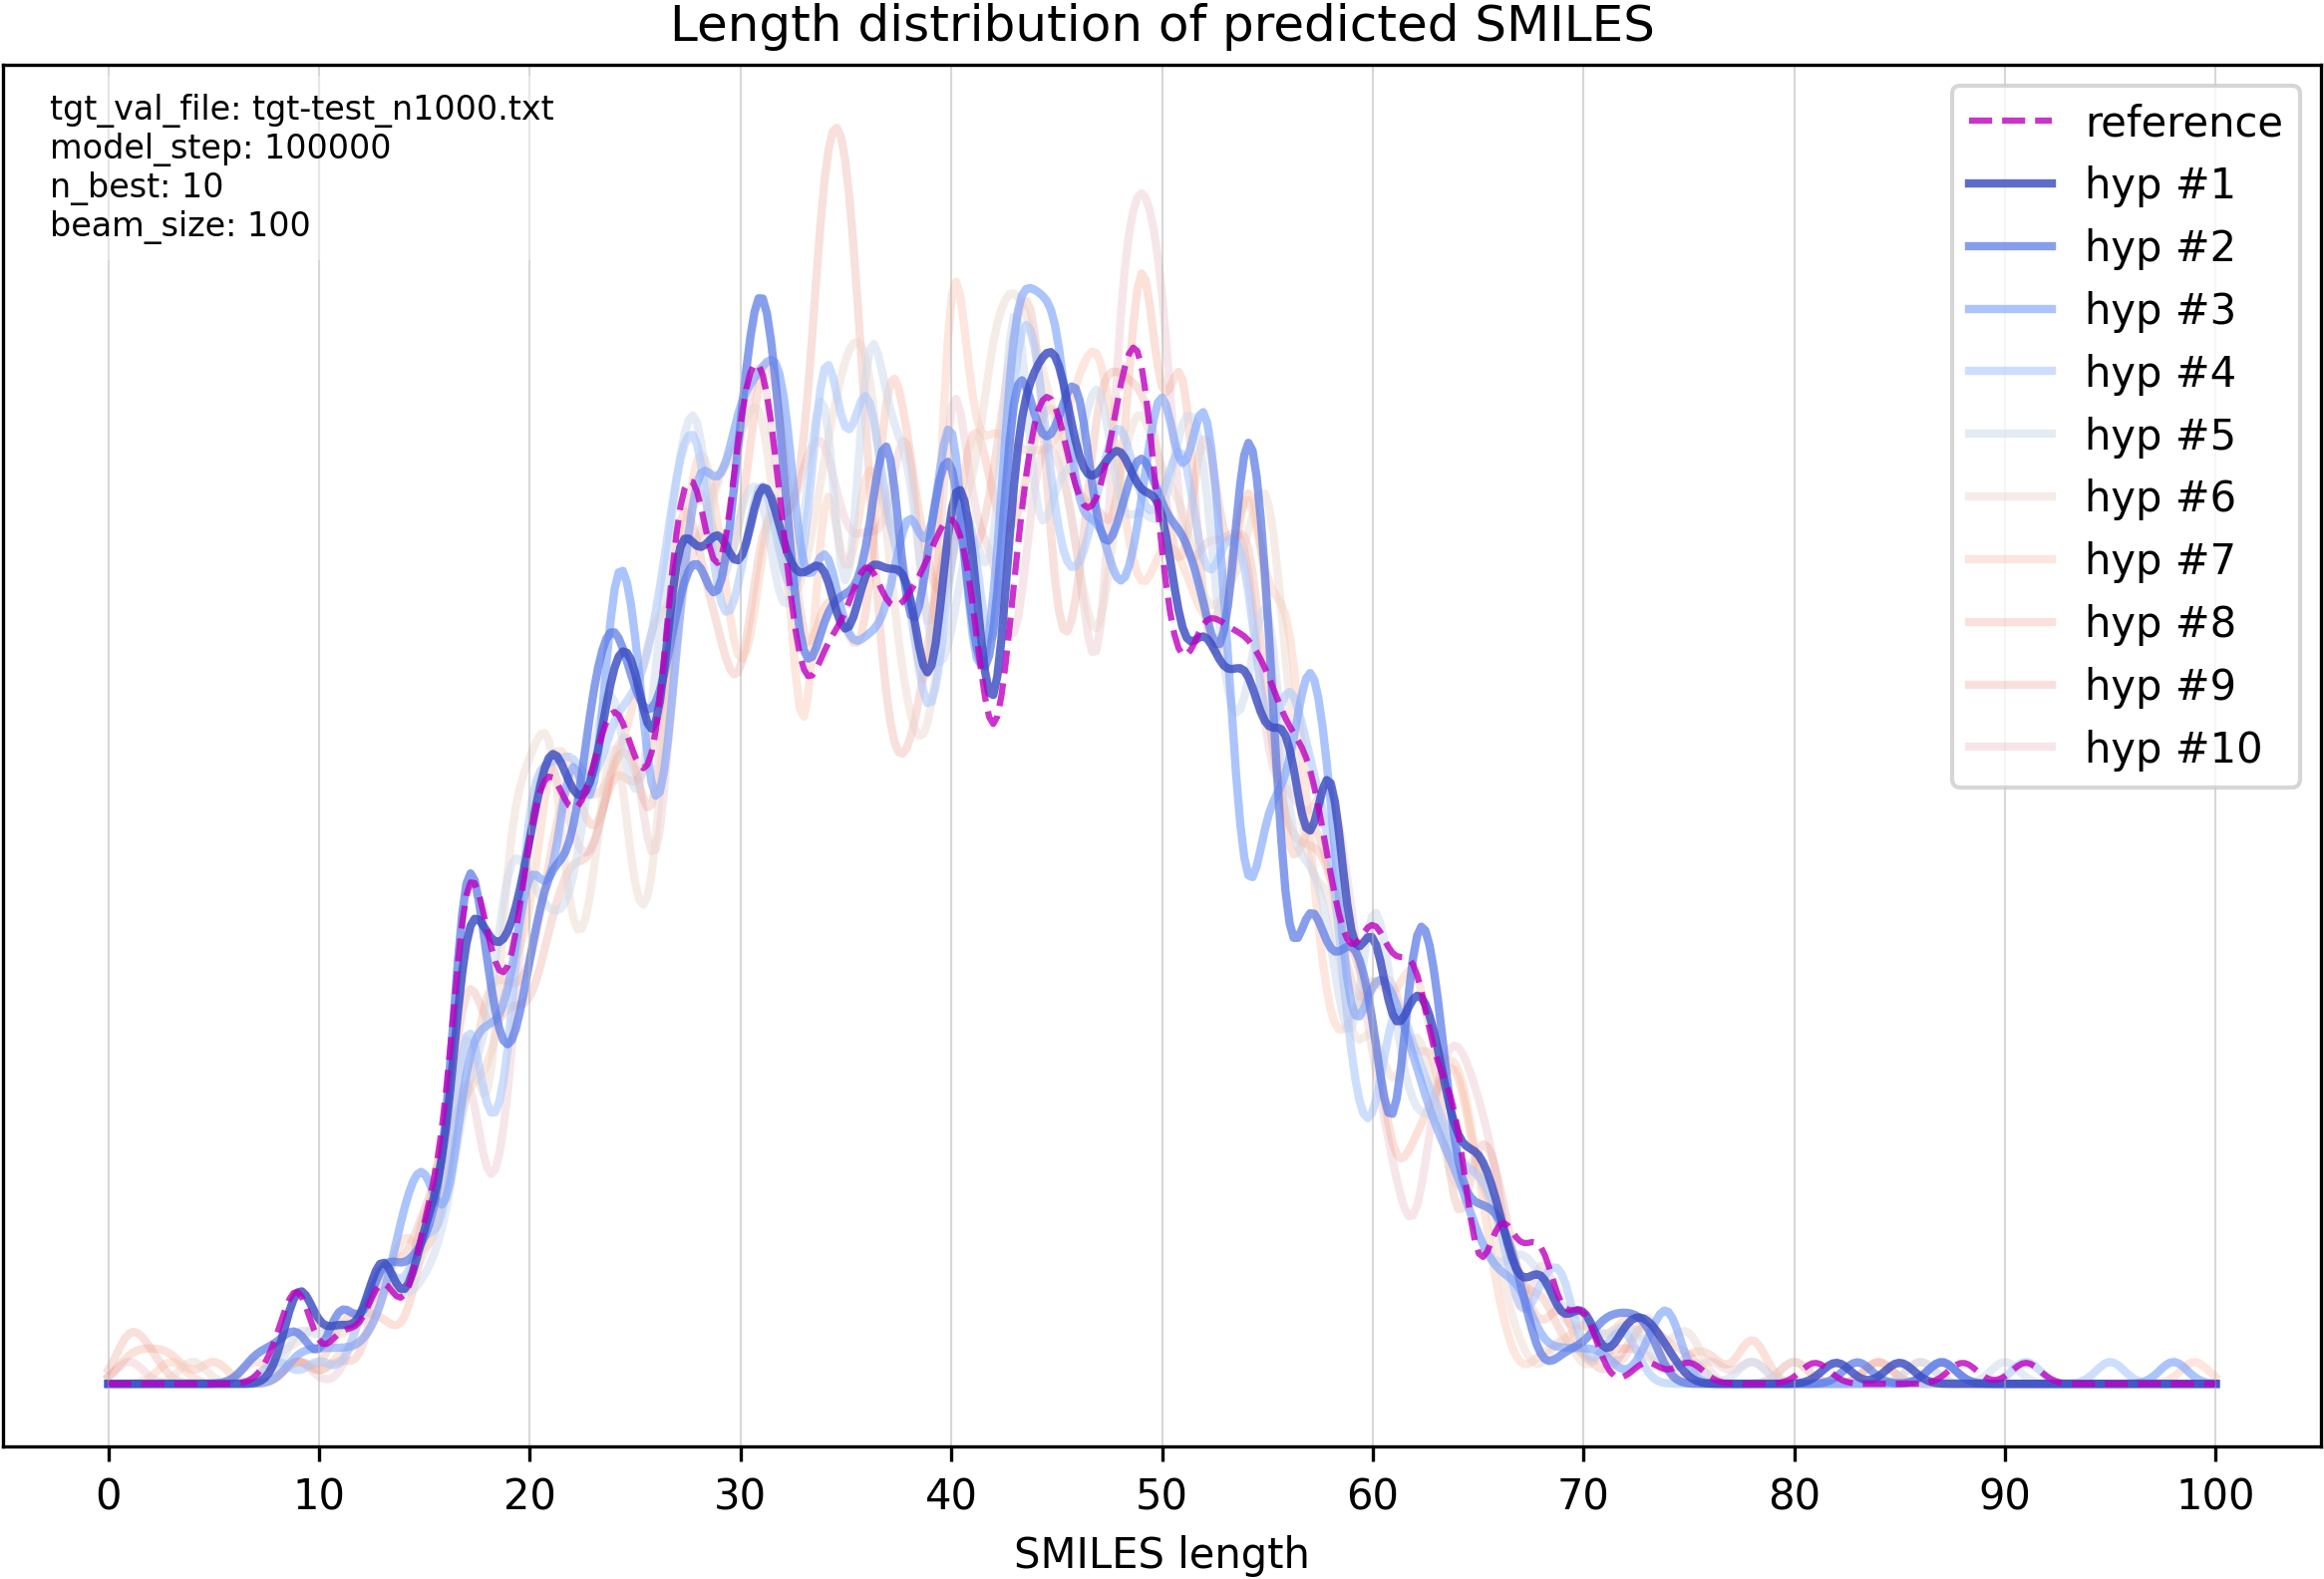 Length distribution of predicted SMILES
tgt_val_file: tgt-test_n1000.txt
model_step: 100000
n_best: 10
beam_size: 100
reference
hyp #1
hyp #2
hyp #3
hyp #4
hyp #5
hyp #6
hyp #7
hyp #8
hyp #9
hyp #10
0 10 20 30 40 50 60 70 80 90 100
SMILES length